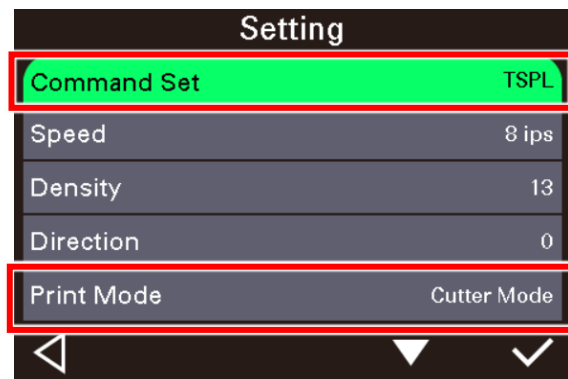 Setting
Command Set TSPL
Speed 8 ips
Density 13
Direction 0
Print Mode Cutter Mode